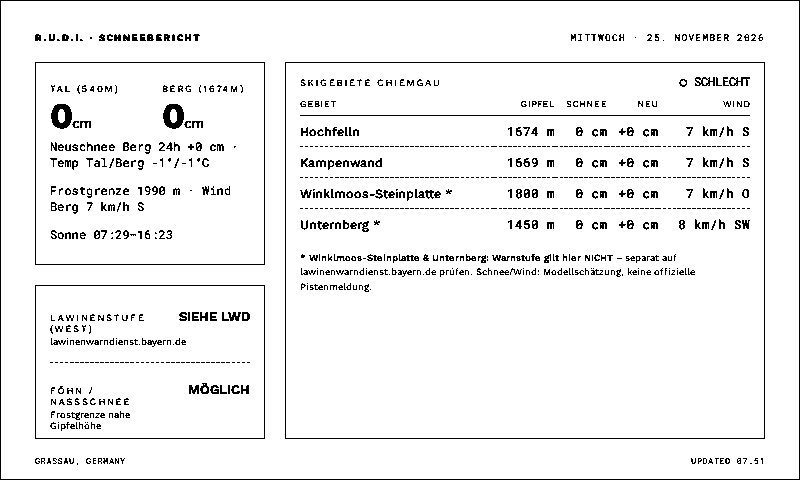 R.U.D.I. · SCHNEEBERICHT
MITTWOCH · 25. NOVEMBER 2026
TAL (540M) BERG (1674M)
0cm 0cm
Neuschnee Berg 24h +0 cm ·
Temp Tal/Berg -1°/-1°C
Frostgrenze 1990 m · Wind
Berg 7 km/h S
Sonne 07:29–16:23
LAWINENSTUFE SIEHE LWD
(WEST)
lawinenwarndienst.bayern.de
FÖHN / MÖGLICH
NASSSCHNEE
Frostgrenze nahe
Gipfelhöhe
SKIGEBIETE CHIEMGAU SCHLECHT
GEBIET GIPFEL SCHNEE NEU WIND
Hochfelln 1674 m 0 cm +0 cm 7 km/h S
Kampenwand 1669 m 0 cm +0 cm 7 km/h S
Winklmoos-Steinplatte * 1800 m 0 cm +0 cm 7 km/h O
Unternberg * 1450 m 0 cm +0 cm 8 km/h SW
* Winklmoos-Steinplatte & Unternberg: Warnstufe gilt hier NICHT – separat auf
lawinenwarndienst.bayern.de prüfen. Schnee/Wind: Modellschätzung, keine offizielle
Pistenmeldung.
GRASSAU, GERMANY
UPDATED 07.51